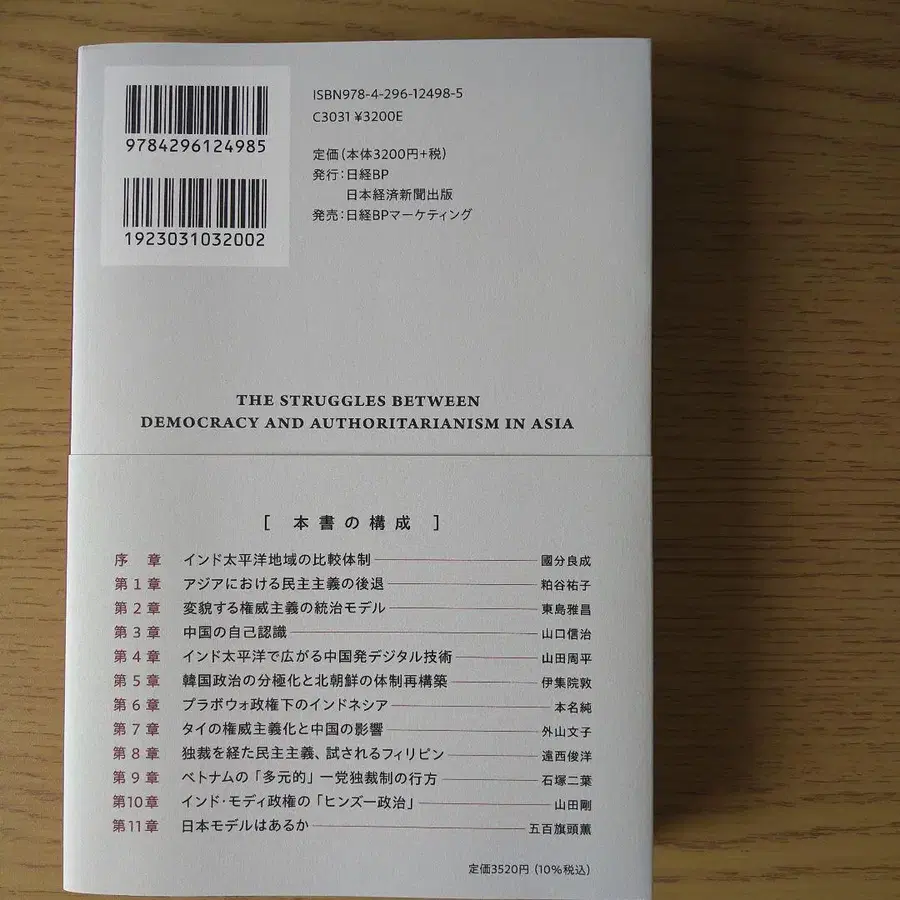 9784296124985
1923031032002
ISBN978-4-296-12498-5
C3031 ¥3200E
定価(本体3200円+税)
発行:日経BP
日本経済新聞出版
発売:日経BPマーケティング
THE STRUGGLES BETWEEN
DEMOCRACY AND AUTHORITARIANISM IN ASIA
[ 本書の構成 ]
序 章 インド太平洋地域の比較体制 國分良成
第1章 アジアにおける民主主義の後退 粕谷祐子
第2章 変貌する権威主義の統治モデル 東島雅昌
第3章 中国の自己認識 山口信治
第4章 インド太平洋で広がる中国発デジタル技術 山田周平
第5章 韓国政治の分極化と北朝鮮の体制再構築 伊集院敦
第6章 プラボウォ政権下のインドネシア 本名純
第7章 タイの権威主義化と中国の影響 外山文子
第8章 独裁を経た民主主義、試されるフィリピン 遠西俊洋
第9章 ベトナムの「多元的」一党独裁制の行方 石塚二葉
第10章 インド・モディ政権の「ヒンズー政治」 山田剛
第11章 日本モデルはあるか 五百旗頭薫
定価3520円(10%税込)